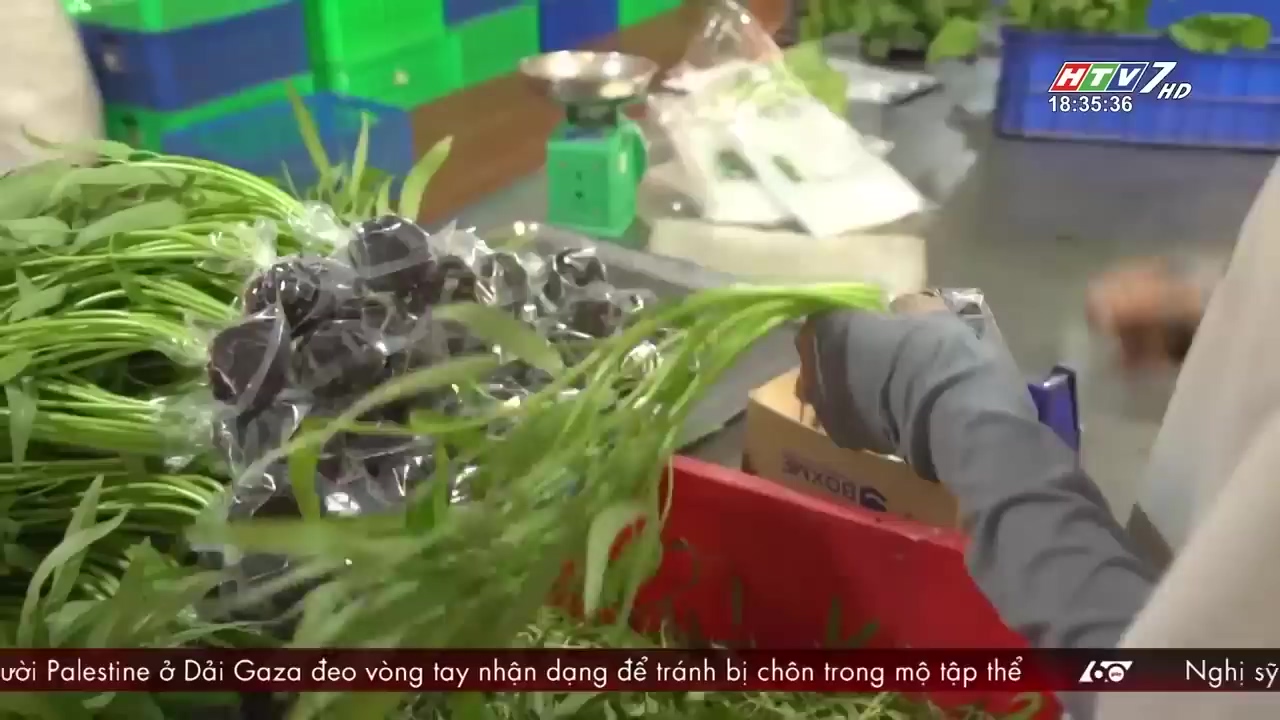 HTV7 HD
18:35:36
BOXME
ười Palestine ở Dải Gaza đeo vòng tay nhận dạng để tránh bị chôn trong mộ tập thể 60 Nghị sỹ